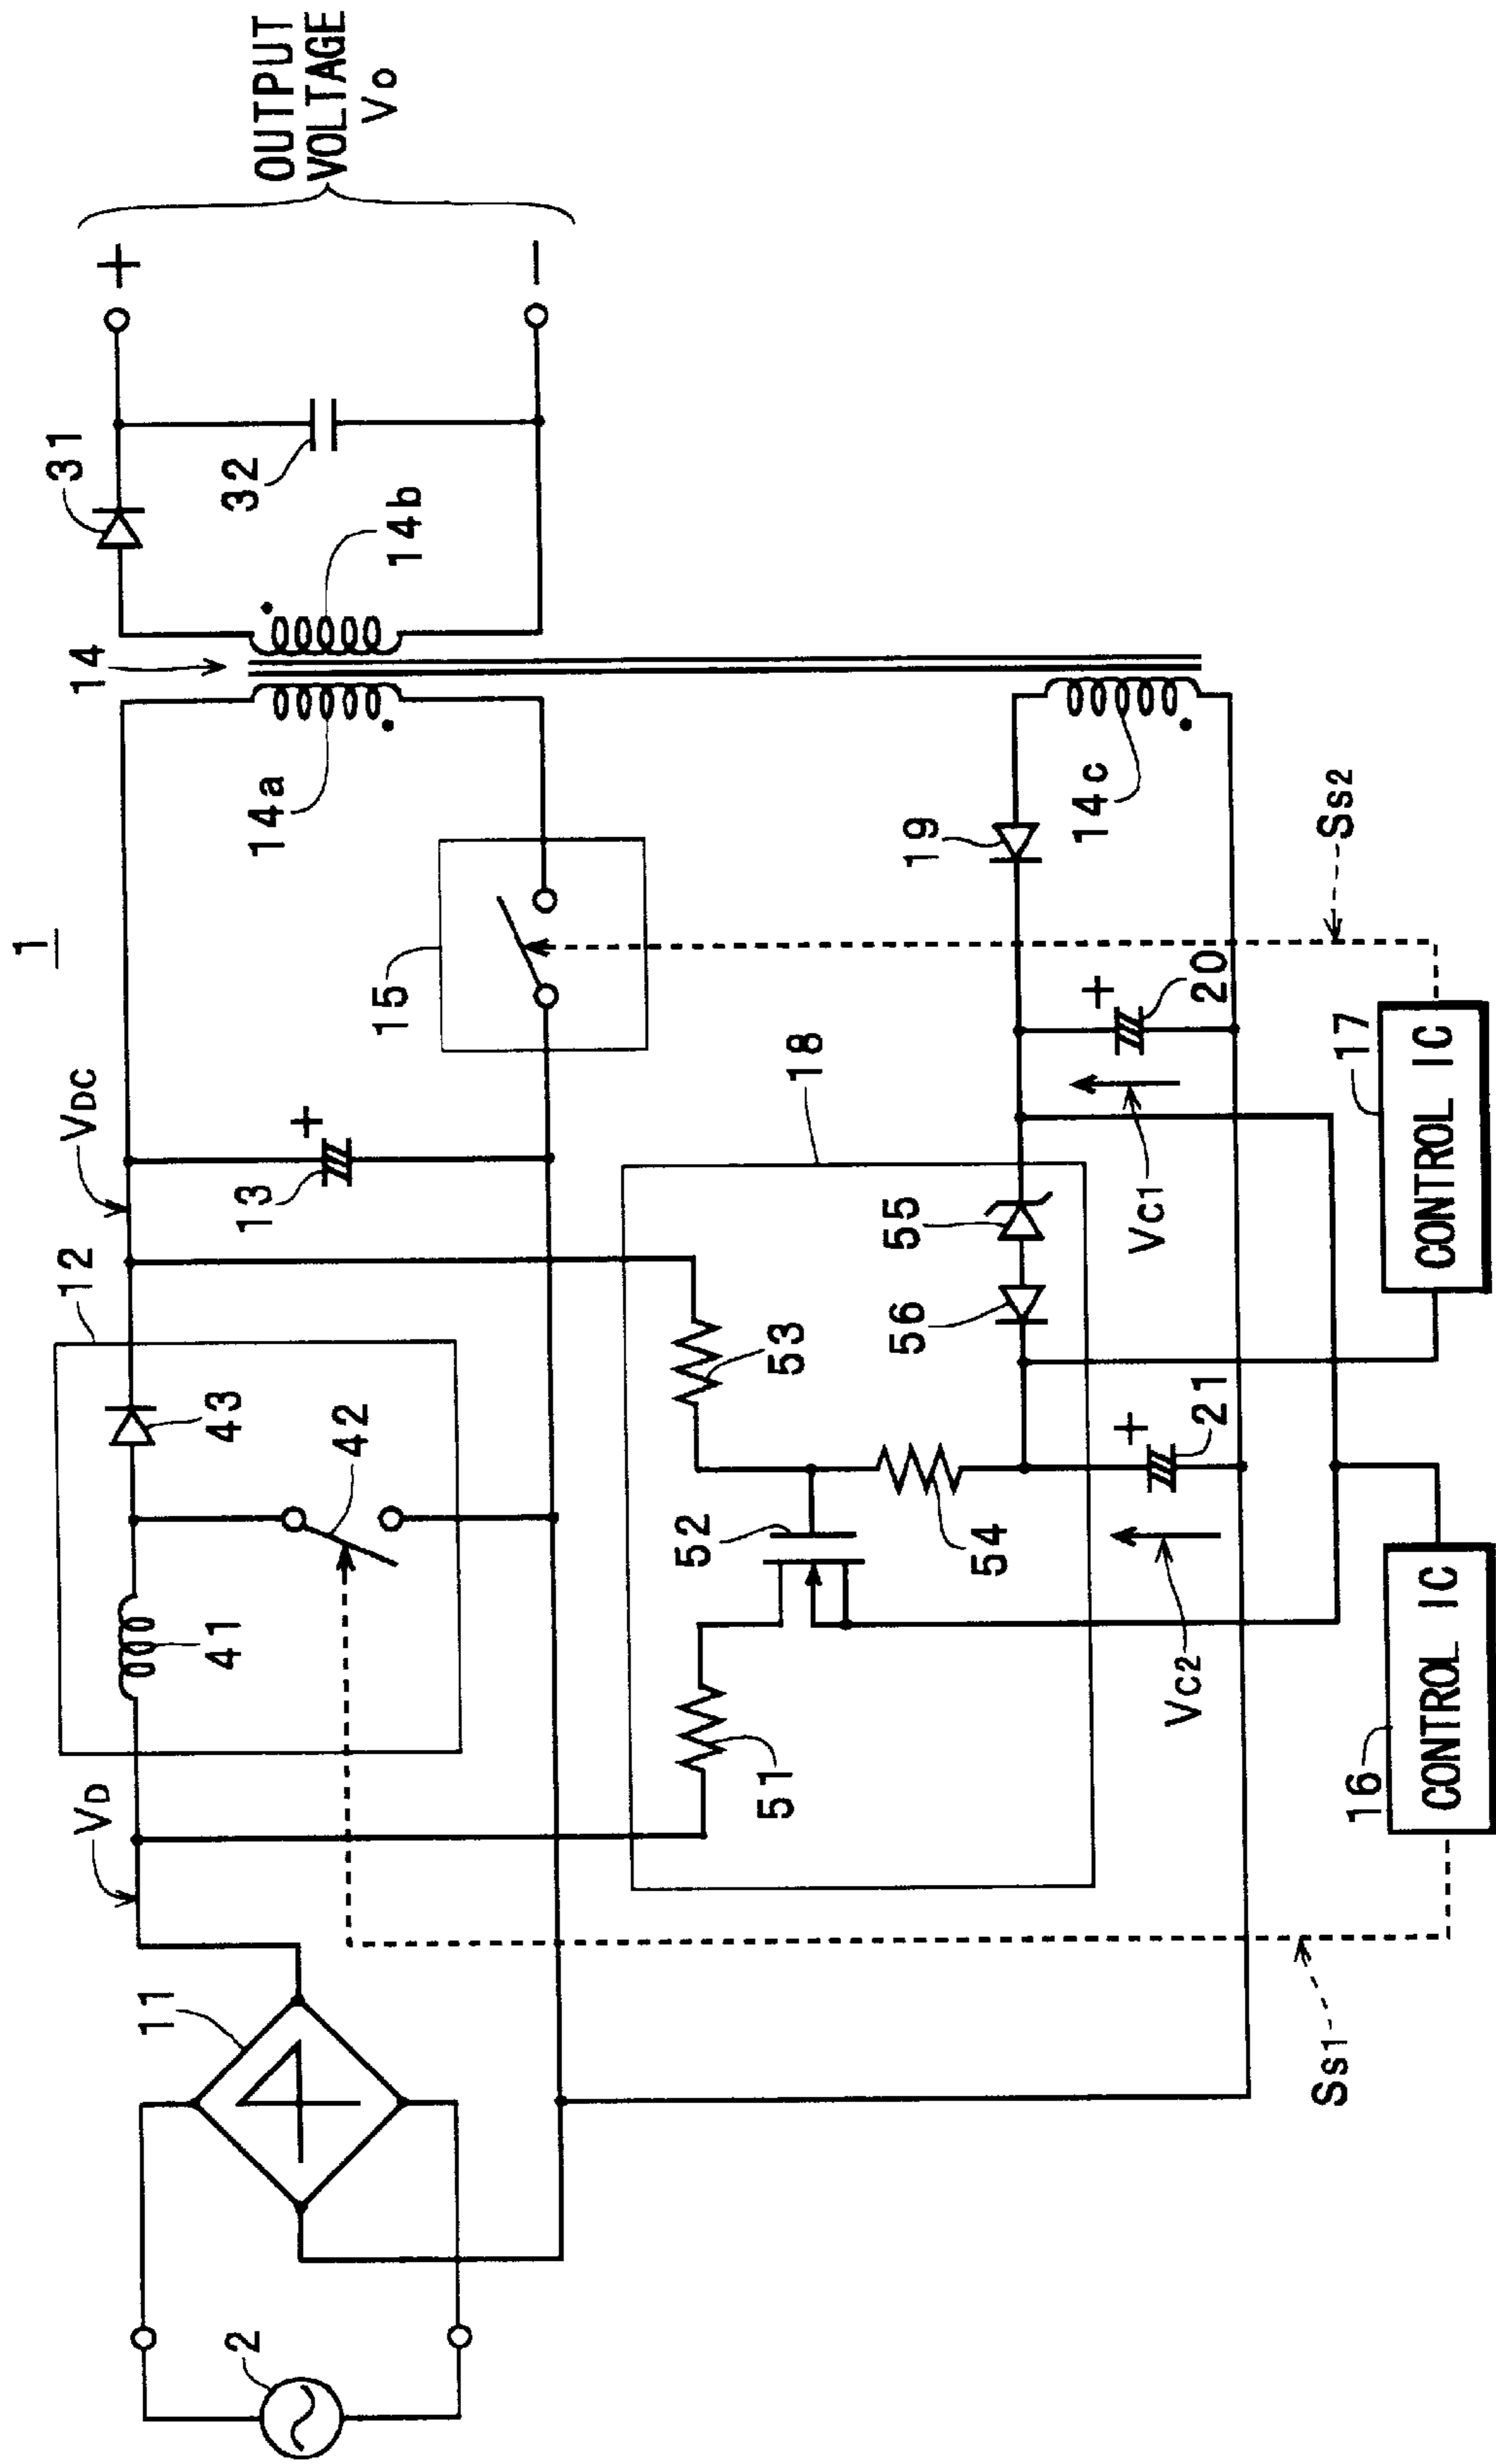 1
14
31
OUTPUT
VOLTAGE
Vo
+
−
12
VDC
VD
11
41
43
42
13
+
15
14a
14b
32
2
18
53
51
52
54
56
55
19
14c
+
21
+
20
Vc2
Vc1
Ss1
Ss2
16
CONTROL IC
17
CONTROL IC